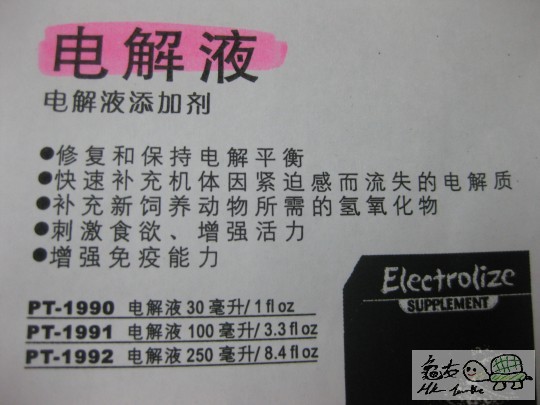 电解液
电解液添加剂
●修复和保持电解平衡
●快速补充机体因紧迫感而流失的电解质
●补充新饲养动物所需的氢氧化物
●刺激食欲、增强活力
●增强免疫能力
PT-1990 电解液 30 毫升/ 1 fl oz
PT-1991 电解液 100 毫升/ 3.3 fl oz
PT-1992 电解液 250 毫升/ 8.4 fl oz
Electrolize
SUPPLEMENT